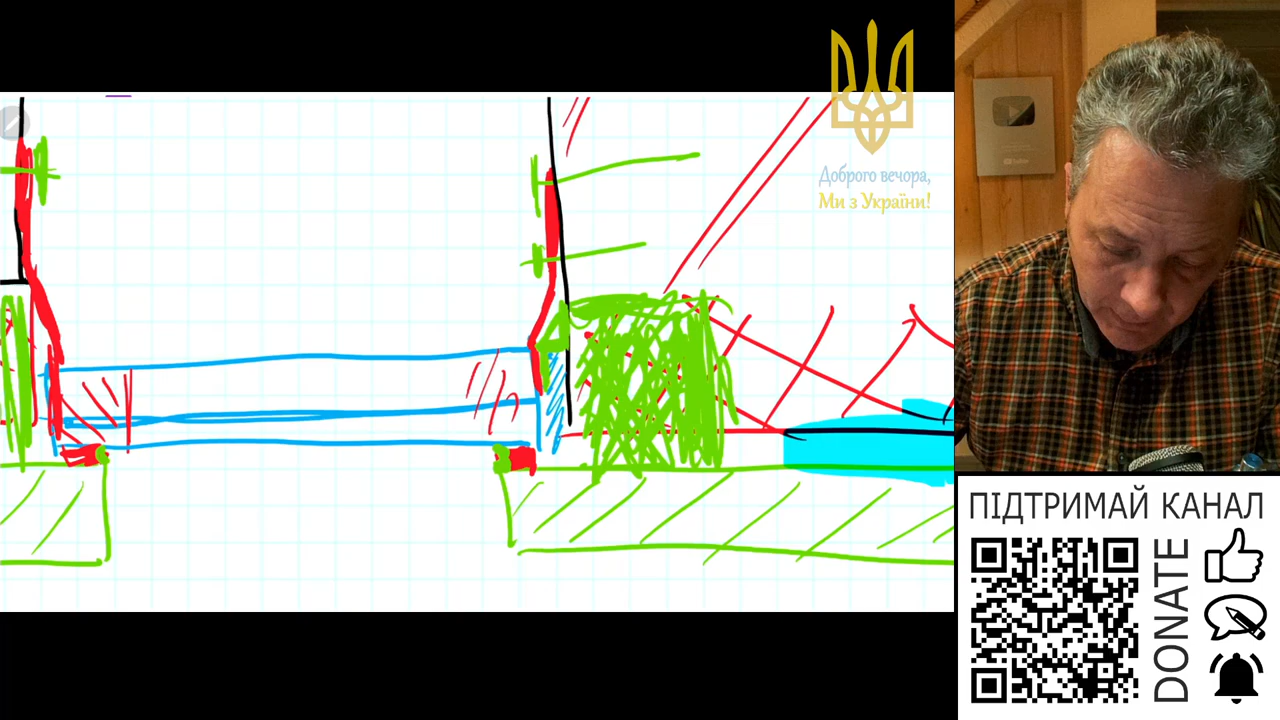 Доброго вечора,
Ми з України!
ПІДТРИМАЙ КАНАЛ
DONATE